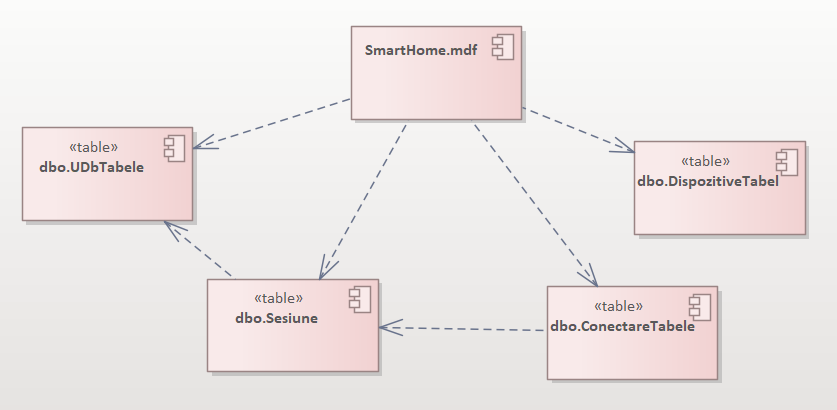 SmartHome.mdf
«table»
dbo.UDbTabele
«table»
dbo.DispozitiveTabel
«table»
dbo.Sesiune
«table»
dbo.ConectareTabele